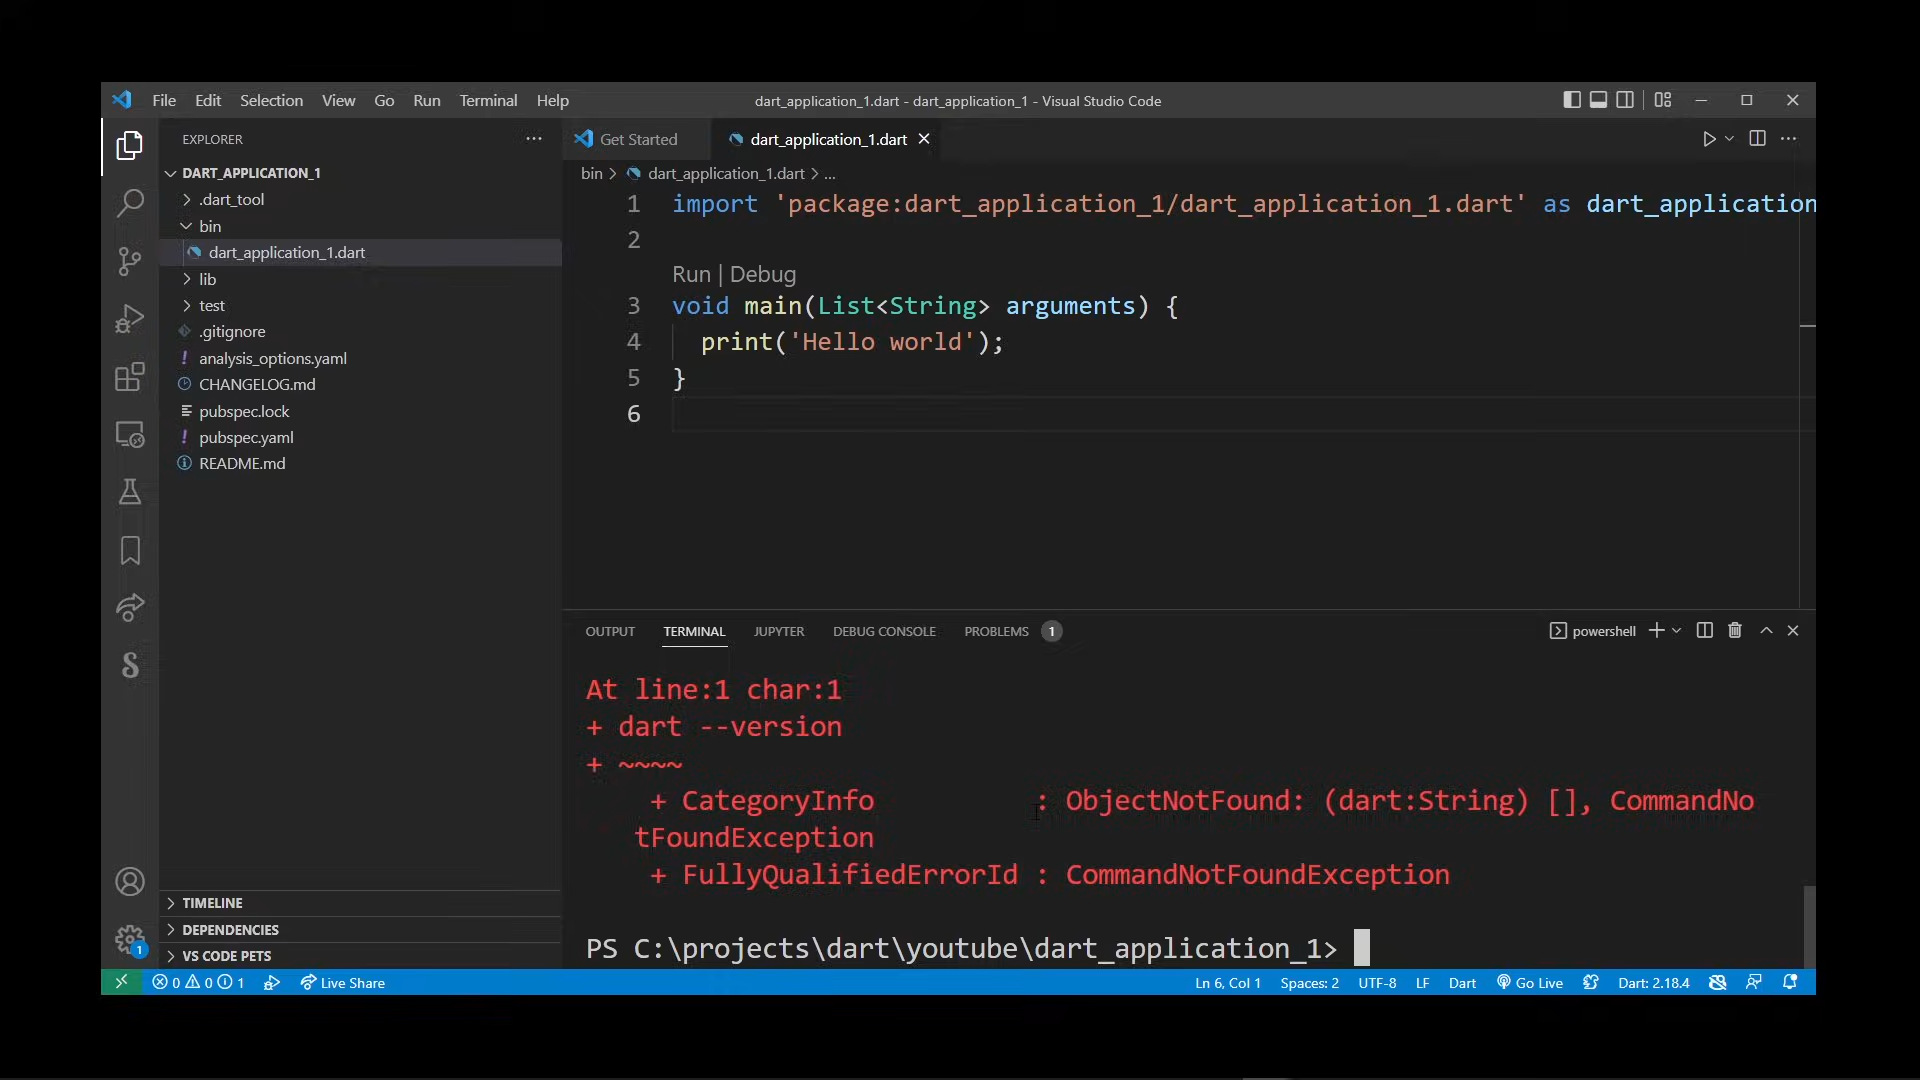 File Edit Selection View Go Run Terminal Help dart_application_1.dart - dart_application_1 - Visual Studio Code
EXPLORER
DART_APPLICATION_1
.dart_tool
bin
dart_application_1.dart
lib
test
.gitignore
! analysis_options.yaml
CHANGELOG.md
pubspec.lock
! pubspec.yaml
README.md
TIMELINE
DEPENDENCIES
VS CODE PETS
1
Get Started dart_application_1.dart
bin > dart_application_1.dart > ...
1 import 'package:dart_application_1/dart_application_1.dart' as dart_application
2
Run | Debug
3 void main(List<String> arguments) {
4 print('Hello world');
5 }
6
OUTPUT TERMINAL JUPYTER DEBUG CONSOLE PROBLEMS 1 powershell
At line:1 char:1
+ dart --version
+ ~~~~
+ CategoryInfo : ObjectNotFound: (dart:String) [], CommandNo
tFoundException
+ FullyQualifiedErrorId : CommandNotFoundException
PS C:\projects\dart\youtube\dart_application_1>
0 0 1 Live Share Ln 6, Col 1 Spaces: 2 UTF-8 LF Dart Go Live Dart: 2.18.4